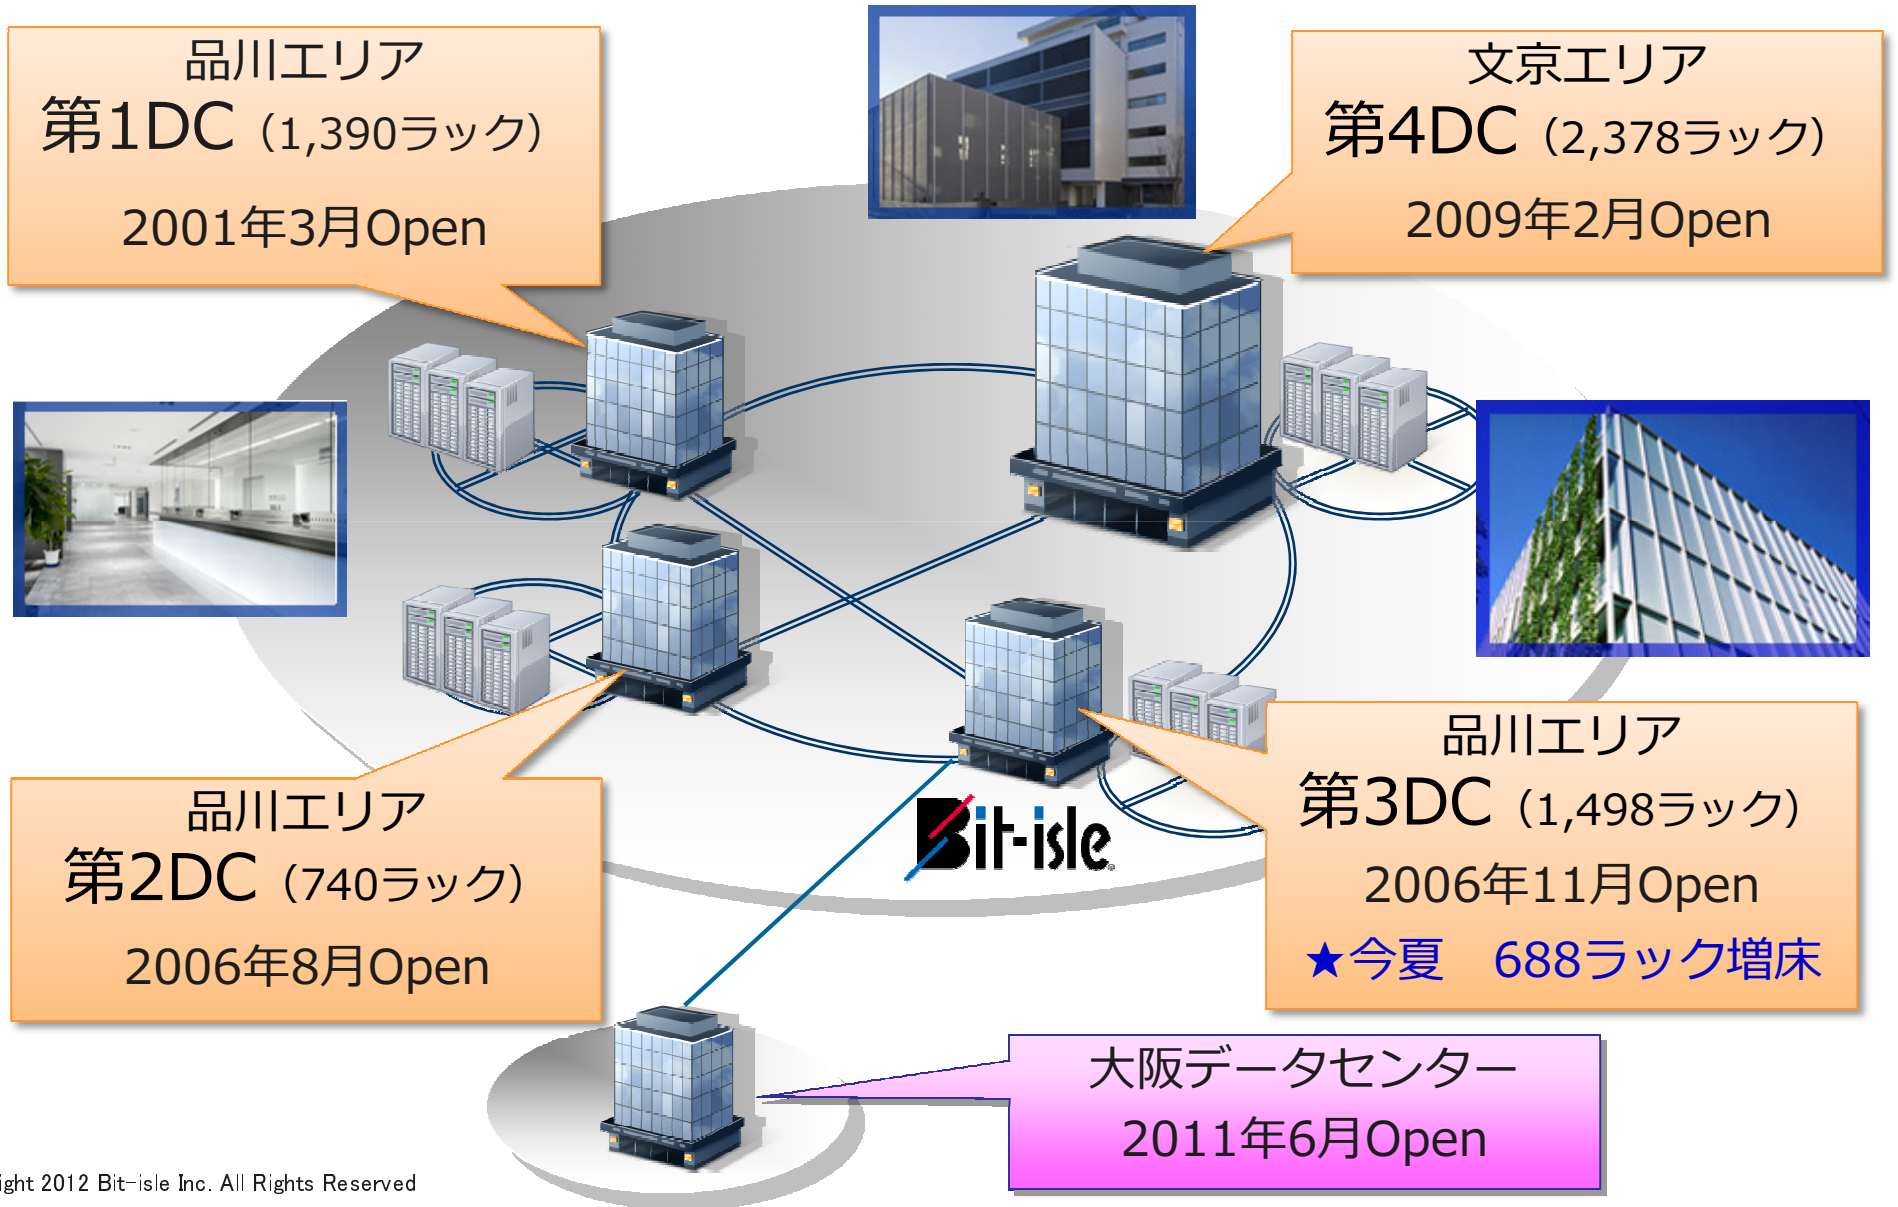 品川エリア
第1DC（1,390ラック）
2001年3月Open
文京エリア
第4DC（2,378ラック）
2009年2月Open
品川エリア
第2DC（740ラック）
2006年8月Open
Bit-isle
品川エリア
第3DC（1,498ラック）
2006年11月Open
★今夏　688ラック増床
大阪データセンター
2011年6月Open
ight 2012 Bit-isle Inc. All Rights Reserved